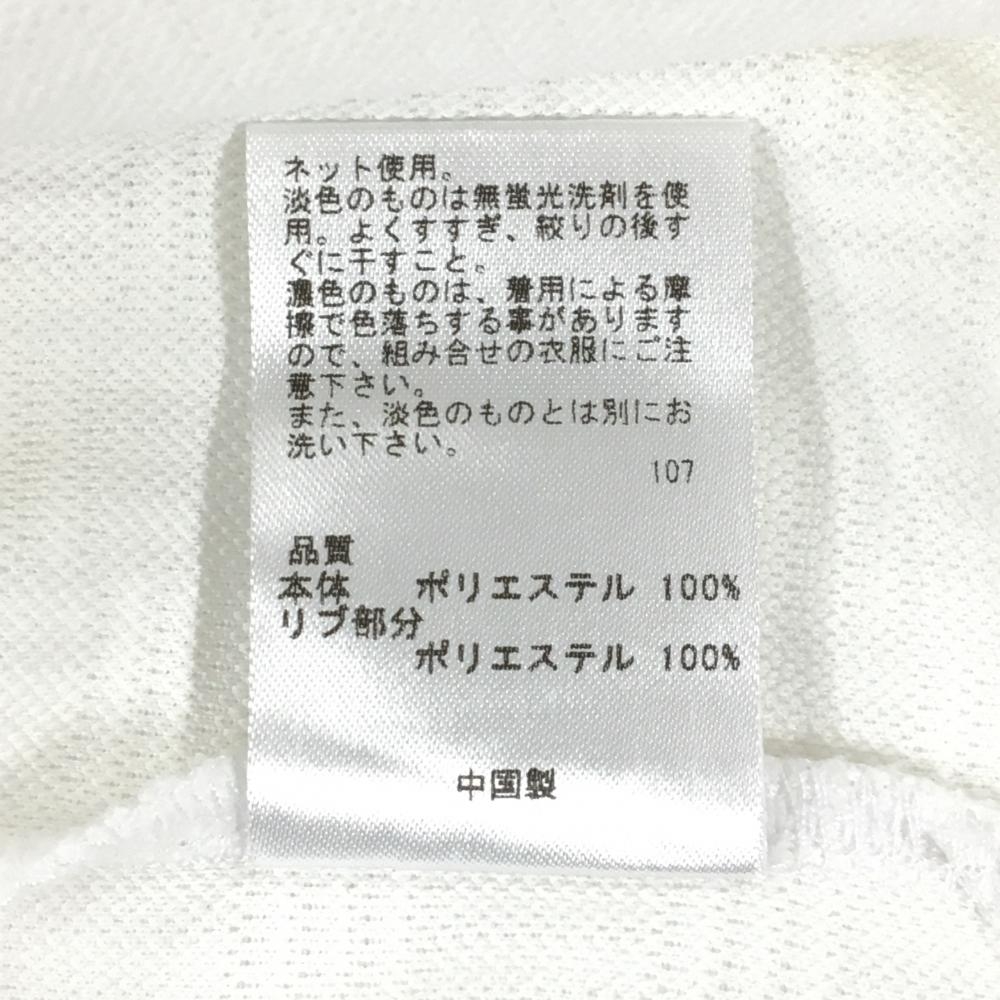 ネット使用。
淡色のものは無蛍光洗剤を使
用。よくすすぎ、絞りの後す
ぐに干すこと。
濃色のものは、着用による摩
擦で色落ちする事があります
ので、組み合せの衣服にご注
意下さい。
また、淡色のものとは別にお
洗い下さい。
107
品質
本体 ポリエステル 100%
リブ部分
ポリエステル 100%
中国製